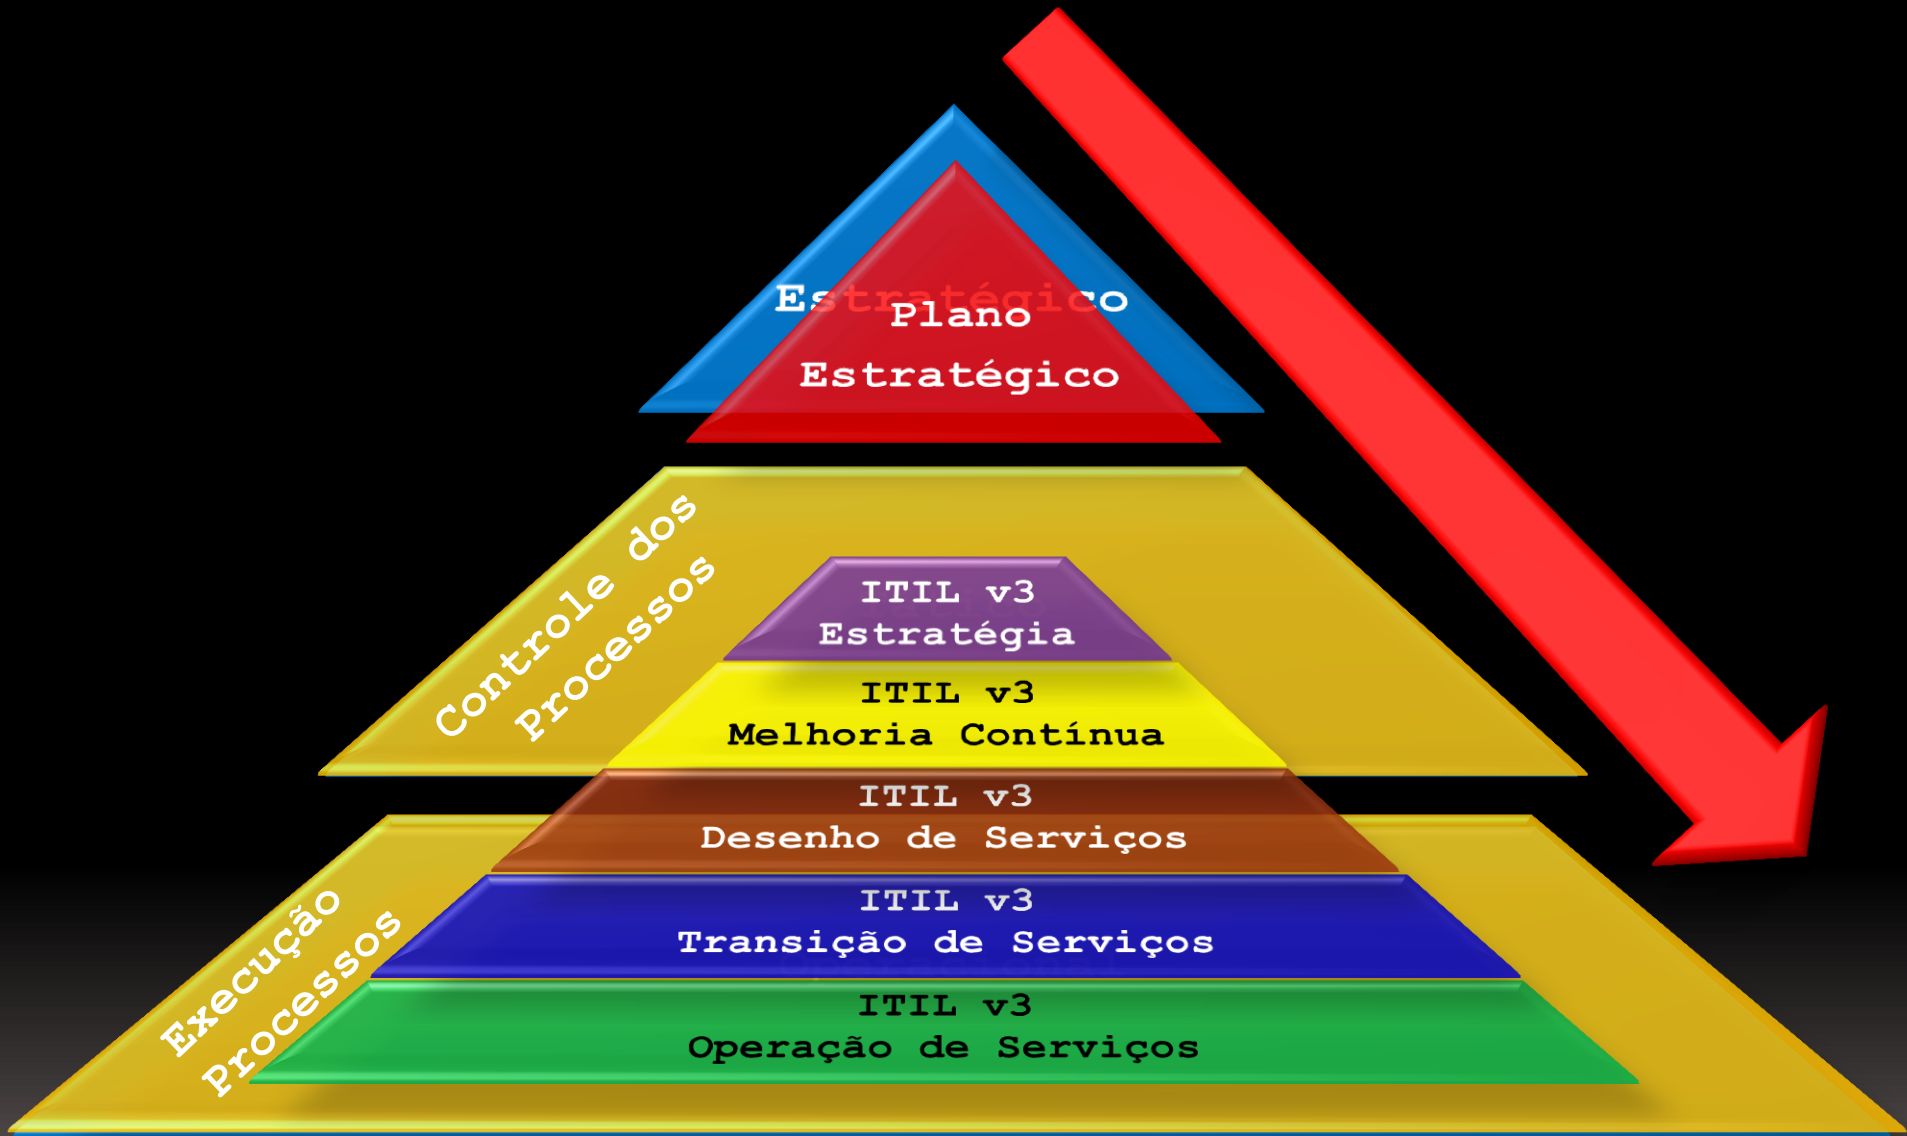 Estratégico
Plano
Estratégico
Controle dos
Processos
ITIL v3
Estratégia
ITIL v3
Melhoria Contínua
ITIL v3
Desenho de Serviços
ITIL v3
Transição de Serviços
ITIL v3
Operação de Serviços
Execução
Processos